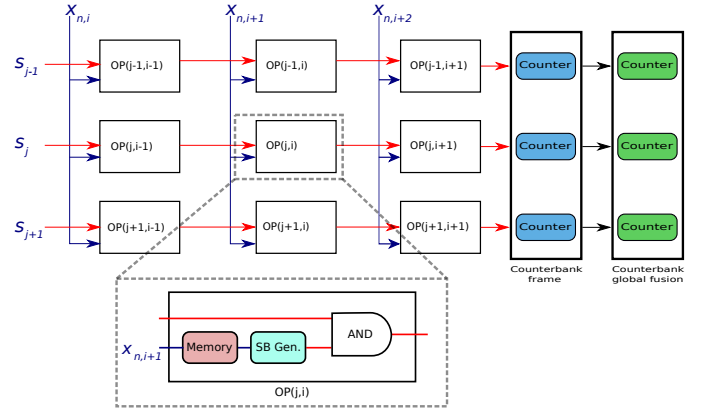 x n,i x n,i+1 x n,i+2
s j-1 OP(j-1,i-1) OP(j-1,i) OP(j-1,i+1) Counter Counter
s j OP(j,i-1) OP(j,i) OP(j,i+1) Counter Counter
s j+1 OP(j+1,i-1) OP(j+1,i) OP(j+1,i+1) Counter Counter
Counterbank frame
Counterbank global fusion
x n,i+1 Memory SB Gen. AND
OP(j,i)